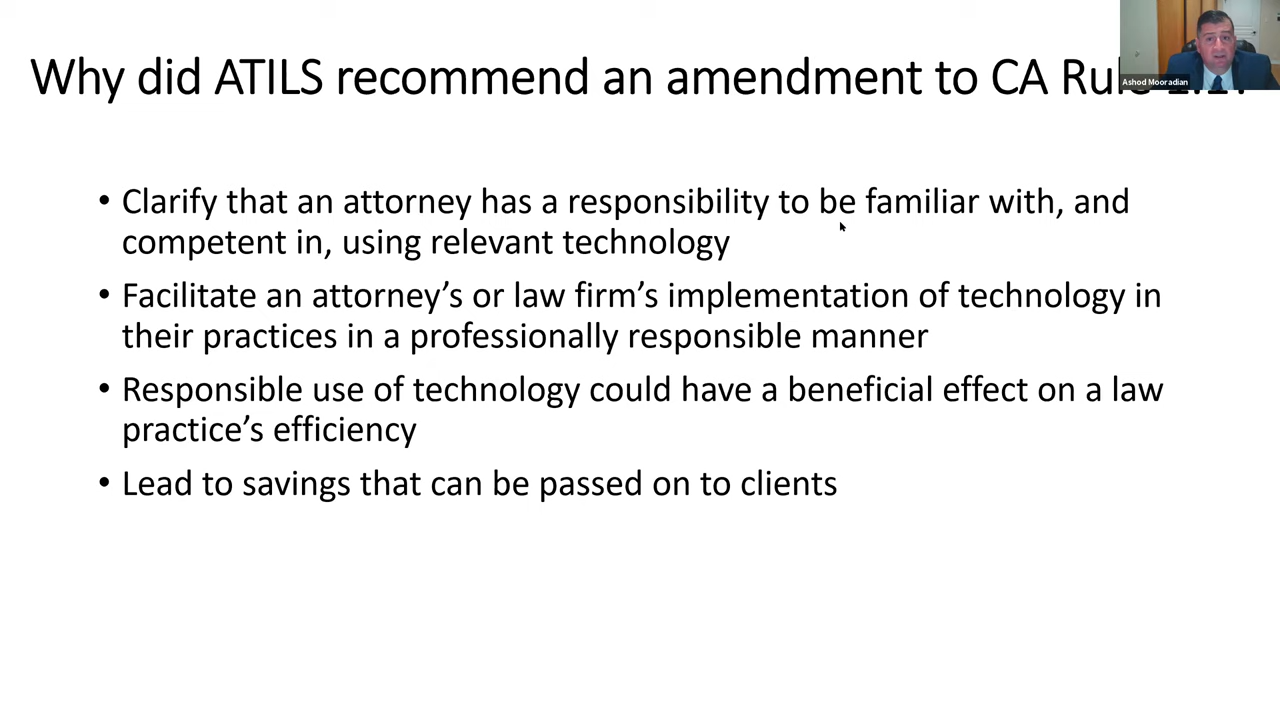 Why did ATILS recommend an amendment to CA
Ashod Mooradian
• Clarify that an attorney has a responsibility to be familiar with, and
competent in, using relevant technology
• Facilitate an attorney’s or law firm’s implementation of technology in
their practices in a professionally responsible manner
• Responsible use of technology could have a beneficial effect on a law
practice’s efficiency
• Lead to savings that can be passed on to clients